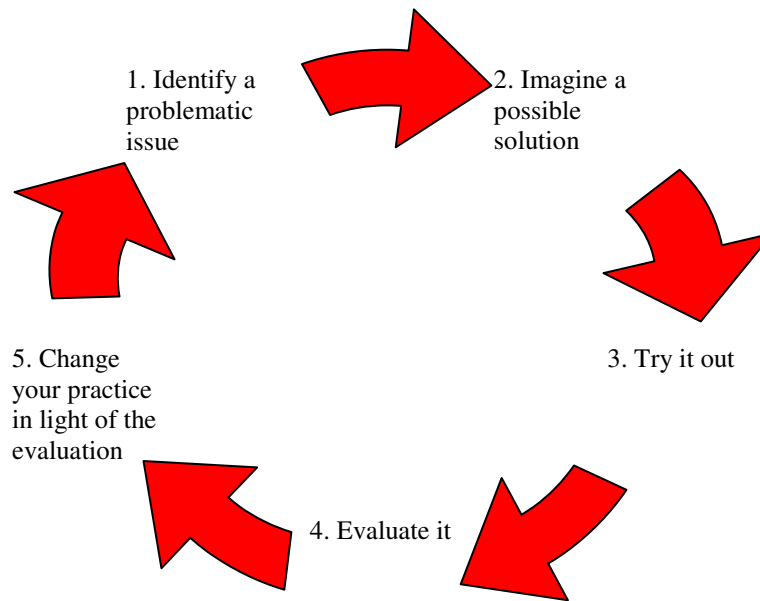 1. Identify a
problematic
issue
2. Imagine a
possible
solution
3. Try it out
4. Evaluate it
5. Change
your practice
in light of the
evaluation